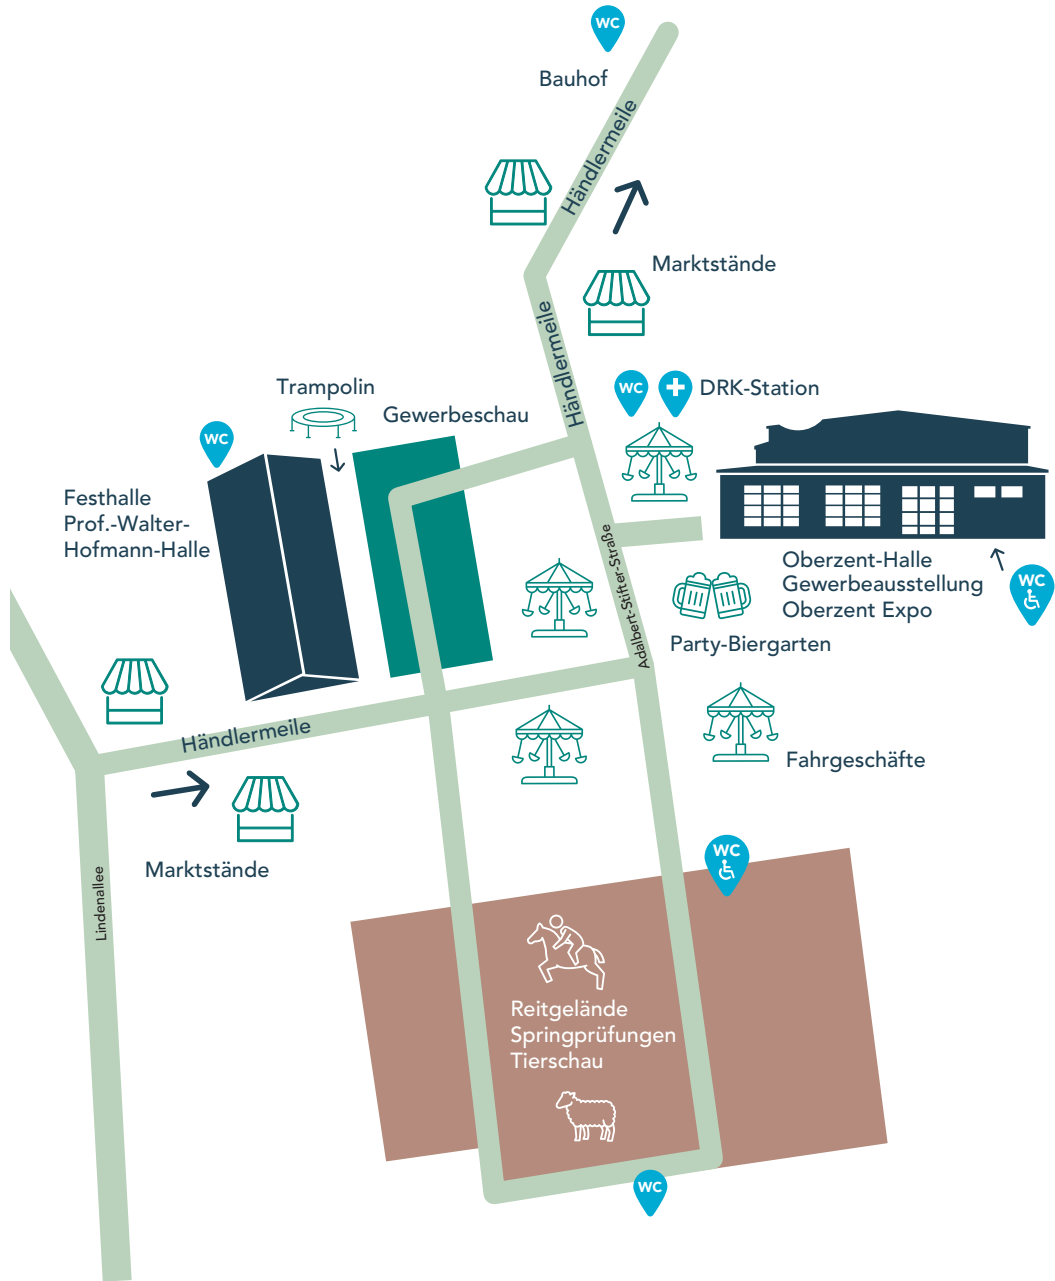 WC
Bauhof
Händlermeile
Marktstände
Händlermeile
Trampolin
WC
DRK-Station
Gewerbeschau
WC
Festhalle
Prof.-Walter-
Hofmann-Halle
Adalbert-Stifter-Straße
Oberzent-Halle
Gewerbeausstellung
Oberzent Expo
WC
Party-Biergarten
Händlermeile
Fahrgeschäfte
Marktstände
WC
Lindenallee
Reitgelände
Springprüfungen
Tierschau
WC